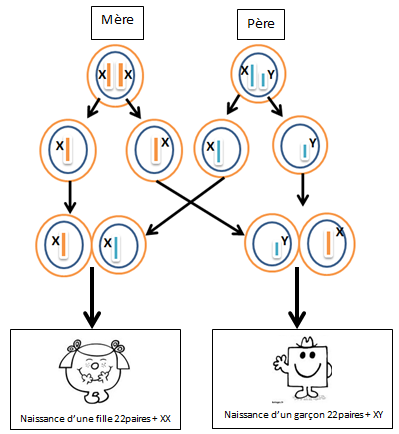 Mère
Père
X X
X Y
X
X
X
Y
X
X
Y
X
Naissance d'une fille 22paires + XX
Naissance d'un garçon 22paires + XY